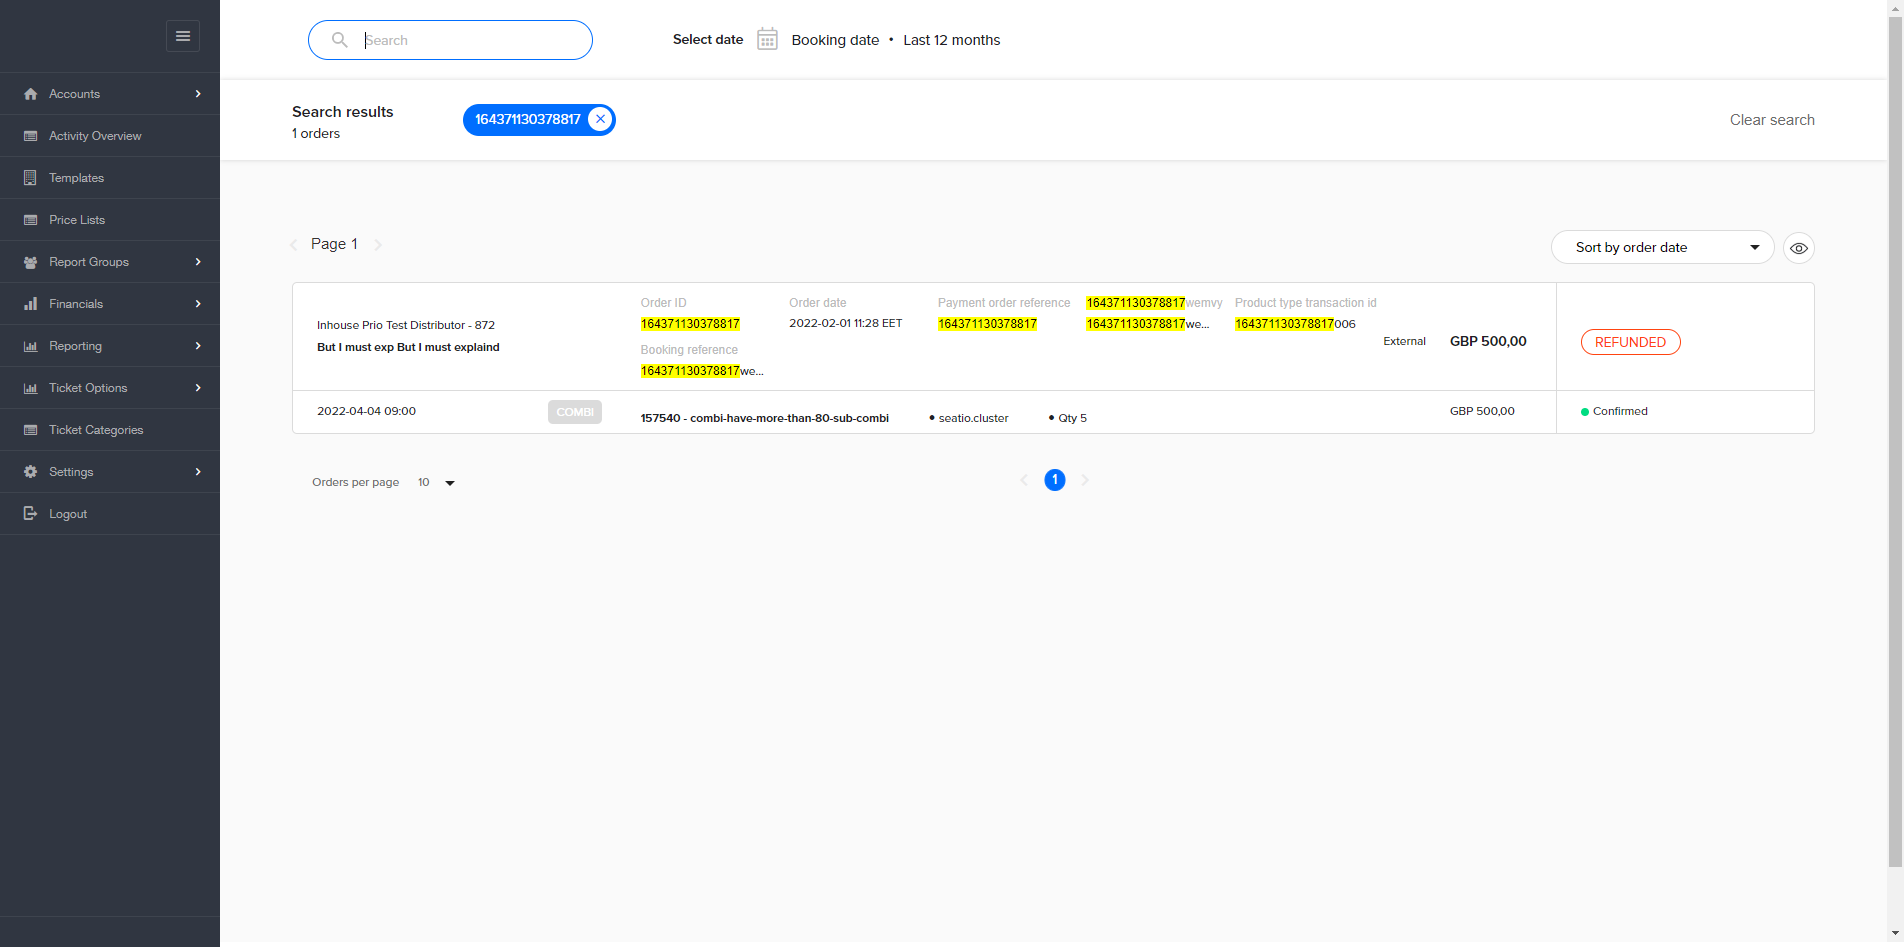 Search
Select date Booking date • Last 12 months
Accounts
Activity Overview
Templates
Price Lists
Report Groups
Financials
Reporting
Ticket Options
Ticket Categories
Settings
Logout
Search results
1 orders
164371130378817
Clear search
Page 1
Sort by order date
Inhouse Prio Test Distributor - 872
But I must exp But I must explaind
Order ID
164371130378817
Order date
2022-02-01 11:28 EET
Payment order reference
164371130378817
164371130378817wemvy
164371130378817we...
Product type transaction id
164371130378817006
Booking reference
164371130378817we...
External
GBP 500,00
REFUNDED
2022-04-04 09:00
COMBI
157540 - combi-have-more-than-80-sub-combi
• seatio.cluster
• Qty 5
GBP 500,00
Confirmed
Orders per page 10
1